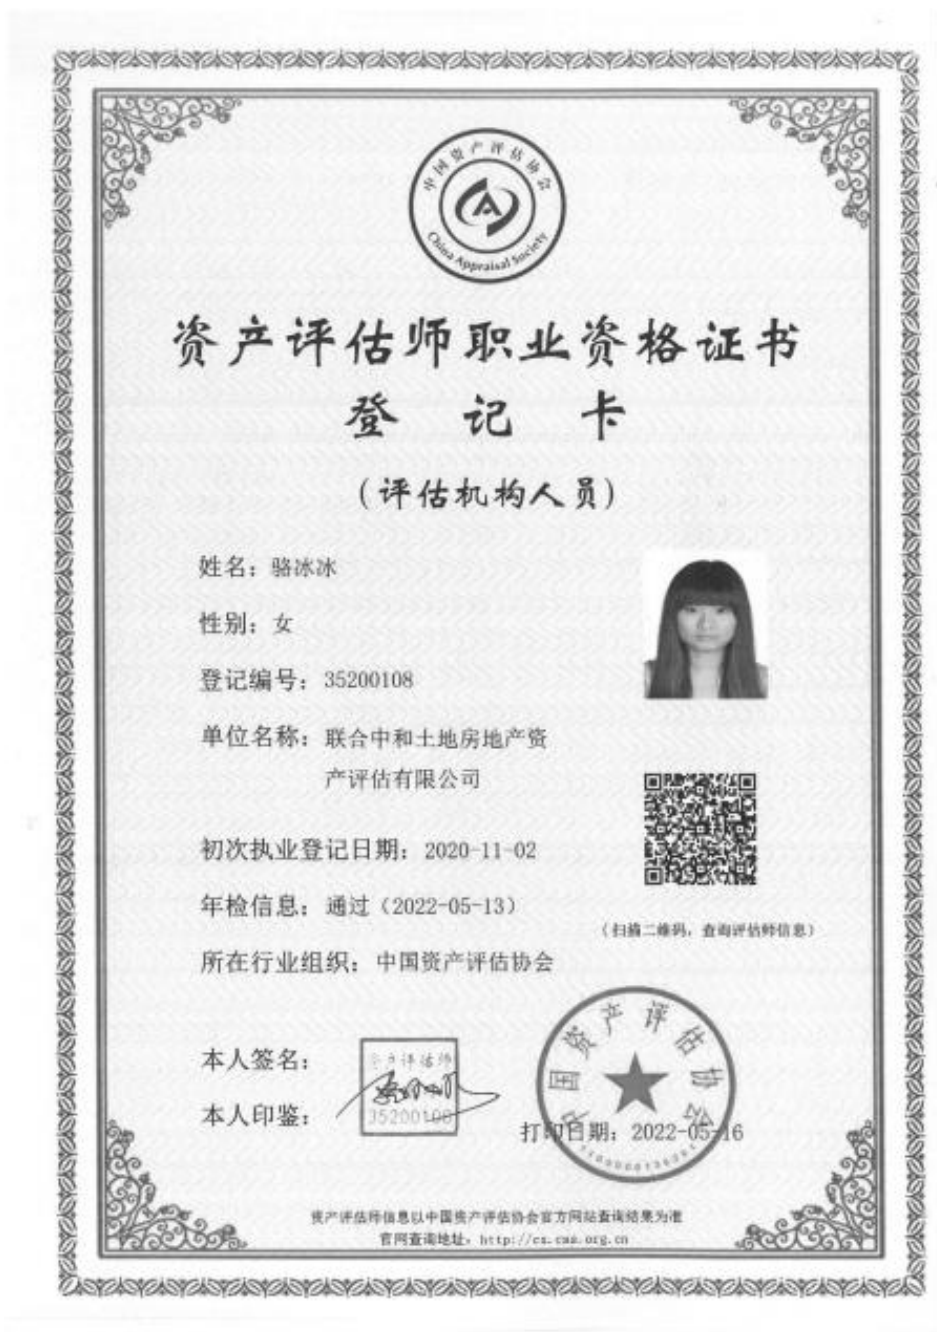 中国资产评估协会
China Appraisal Society
资产评估师职业资格证书
登记卡
(评估机构人员)
姓名：骆冰冰
性别：女
登记编号：35200108
单位名称：联合中和土地房地产资
产评估有限公司
初次执业登记日期：2020-11-02
年检信息：通过（2022-05-13）
（扫描二维码，查询评估师信息）
所在行业组织：中国资产评估协会
本人签名：
本人印鉴：
资产评估师
35200108
中国资产评估协会
打印日期：2022-05-16
资产评估师信息以中国资产评估协会官方网站查询结果为准
官网查询地址：http://cx.cas.org.cn